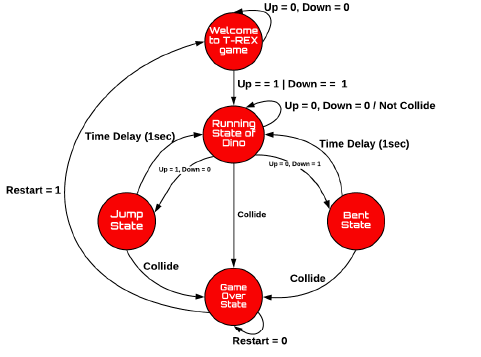 Up = 0, Down = 0
Welcome
to T-REX
game
Up = = 1 | Down = = 1
Up = 0, Down = 0 / Not Collide
Running
State of
Dino
Time Delay (1sec)
Time Delay (1sec)
Up = 1, Down = 0
Up = 0, Down = 1
Restart = 1
Jump
State
Collide
Bent
State
Collide
Collide
Game
Over
State
Restart = 0